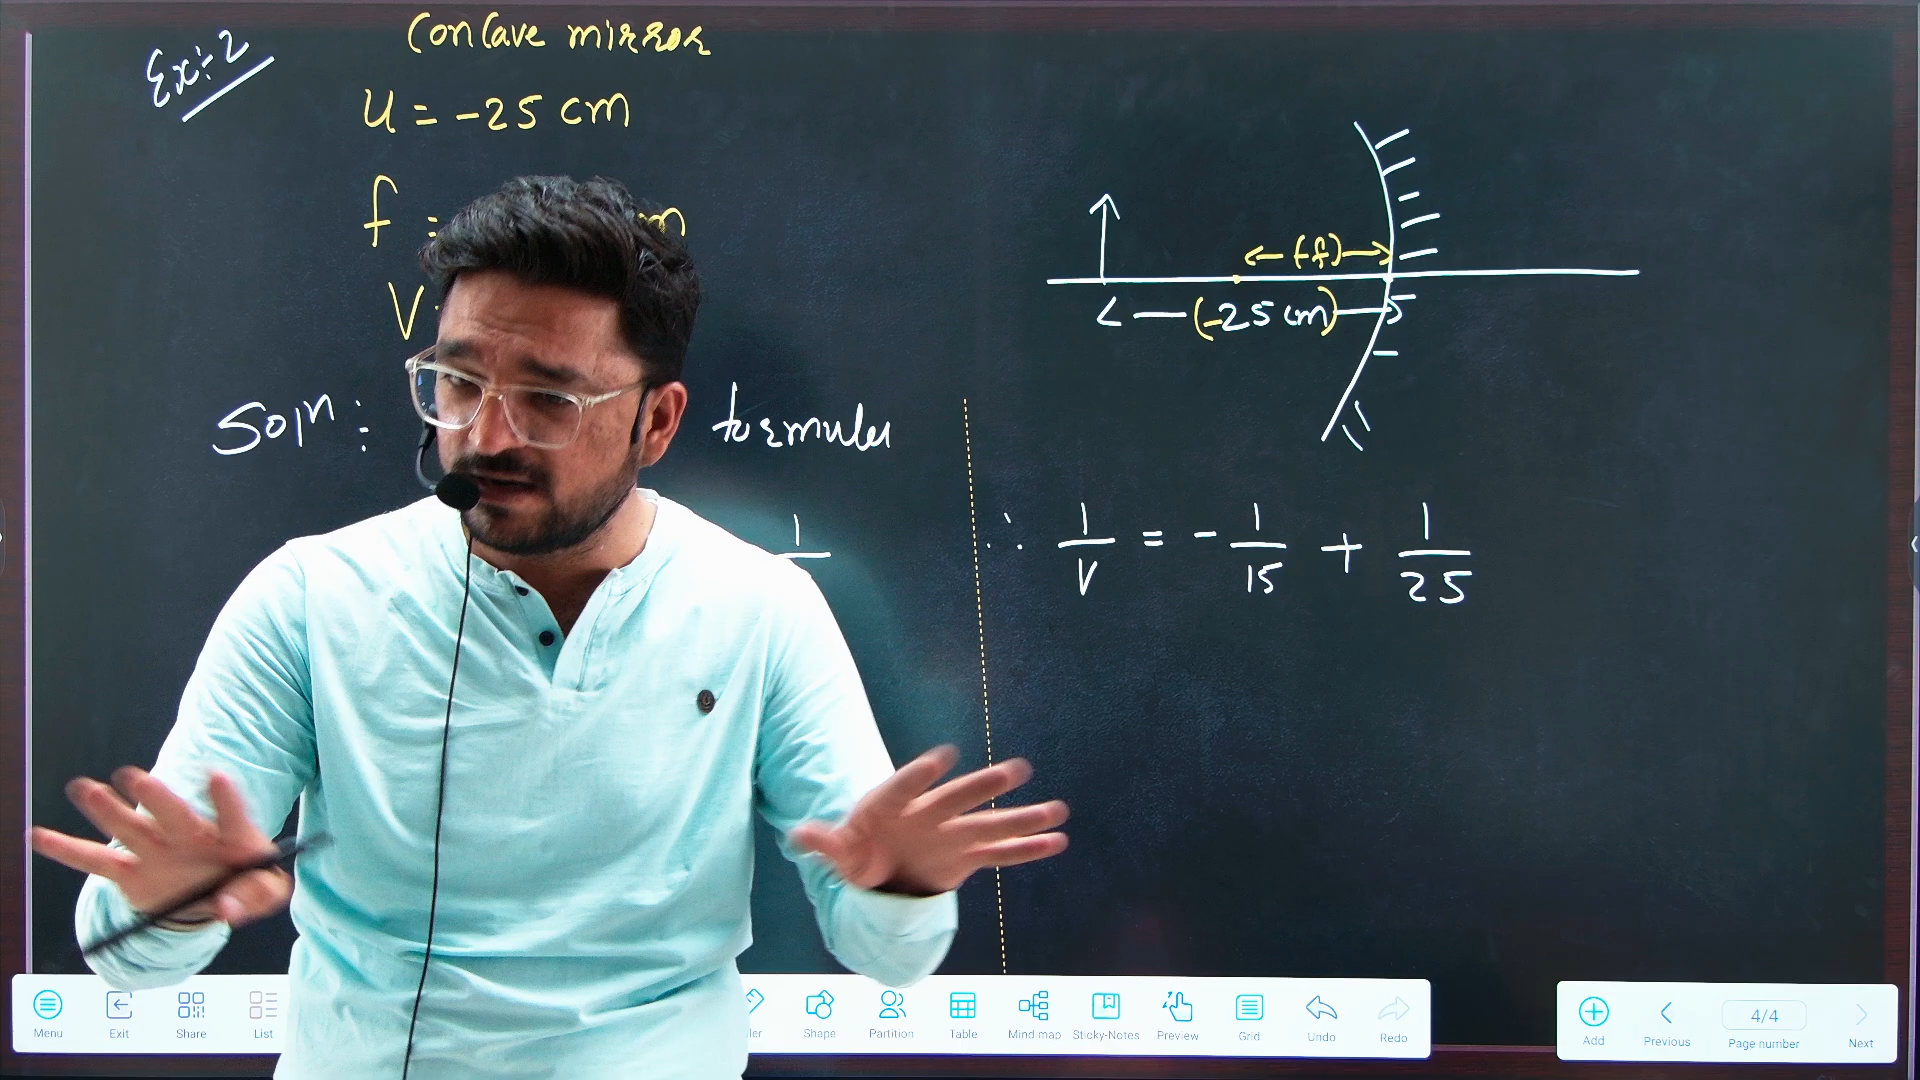 Ex:-2
Concave mirror
u = -25 cm
f =
V
Soln:
formula
1
(-f)
(-25 cm)
∴ 1/V = - 1/15 + 1/25
Menu
Exit
Share
List
Shape
Partition
Table
Mind map
Sticky-Notes
Preview
Grid
Undo
Redo
Add
Previous
4/4
Page number
Next